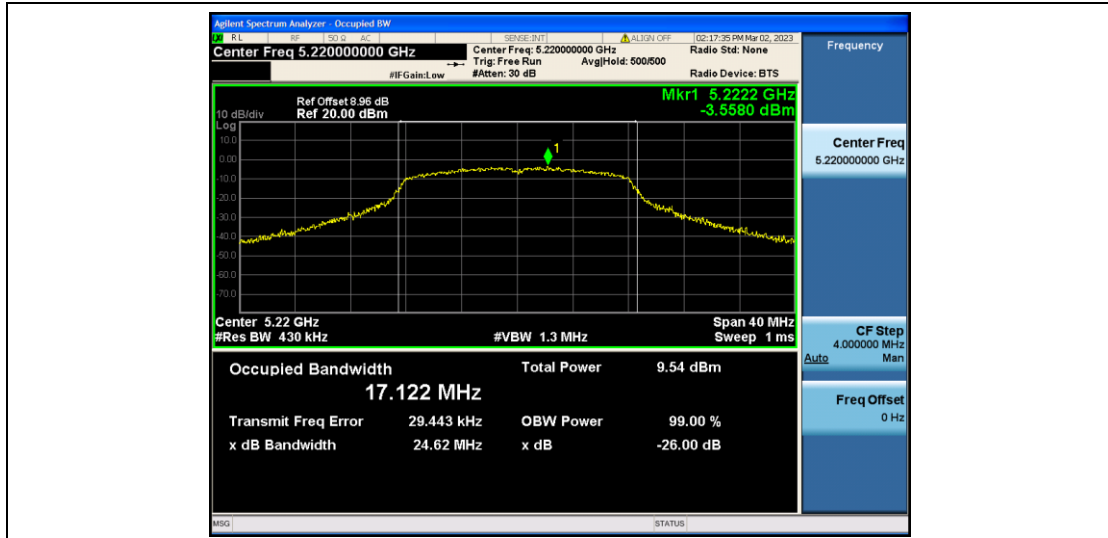 Agilent Spectrum Analyzer - Occupied BW
RL RF 50 Ω AC SENSE:INT ALIGN OFF 02:17:35 PM Mar 02, 2023
Center Freq 5.220000000 GHz
Center Freq: 5.220000000 GHz
Radio Std: None
Trig: Free Run Avg|Hold: 500/500
#IFGain:Low #Atten: 30 dB Radio Device: BTS
Frequency
Mkr1 5.2222 GHz
-3.5580 dBm
Ref Offset 8.96 dB
10 dB/div Ref 20.00 dBm
Log
10.0
0.00
-10.0
-20.0
-30.0
-40.0
-50.0
-60.0
-70.0
1
Center 5.22 GHz Span 40 MHz
#Res BW 430 kHz #VBW 1.3 MHz Sweep 1 ms
Occupied Bandwidth Total Power 9.54 dBm
17.122 MHz
Transmit Freq Error 29.443 kHz OBW Power 99.00 %
x dB Bandwidth 24.62 MHz x dB -26.00 dB
Center Freq
5.220000000 GHz
CF Step
4.000000 MHz
Auto Man
Freq Offset
0 Hz
MSG STATUS